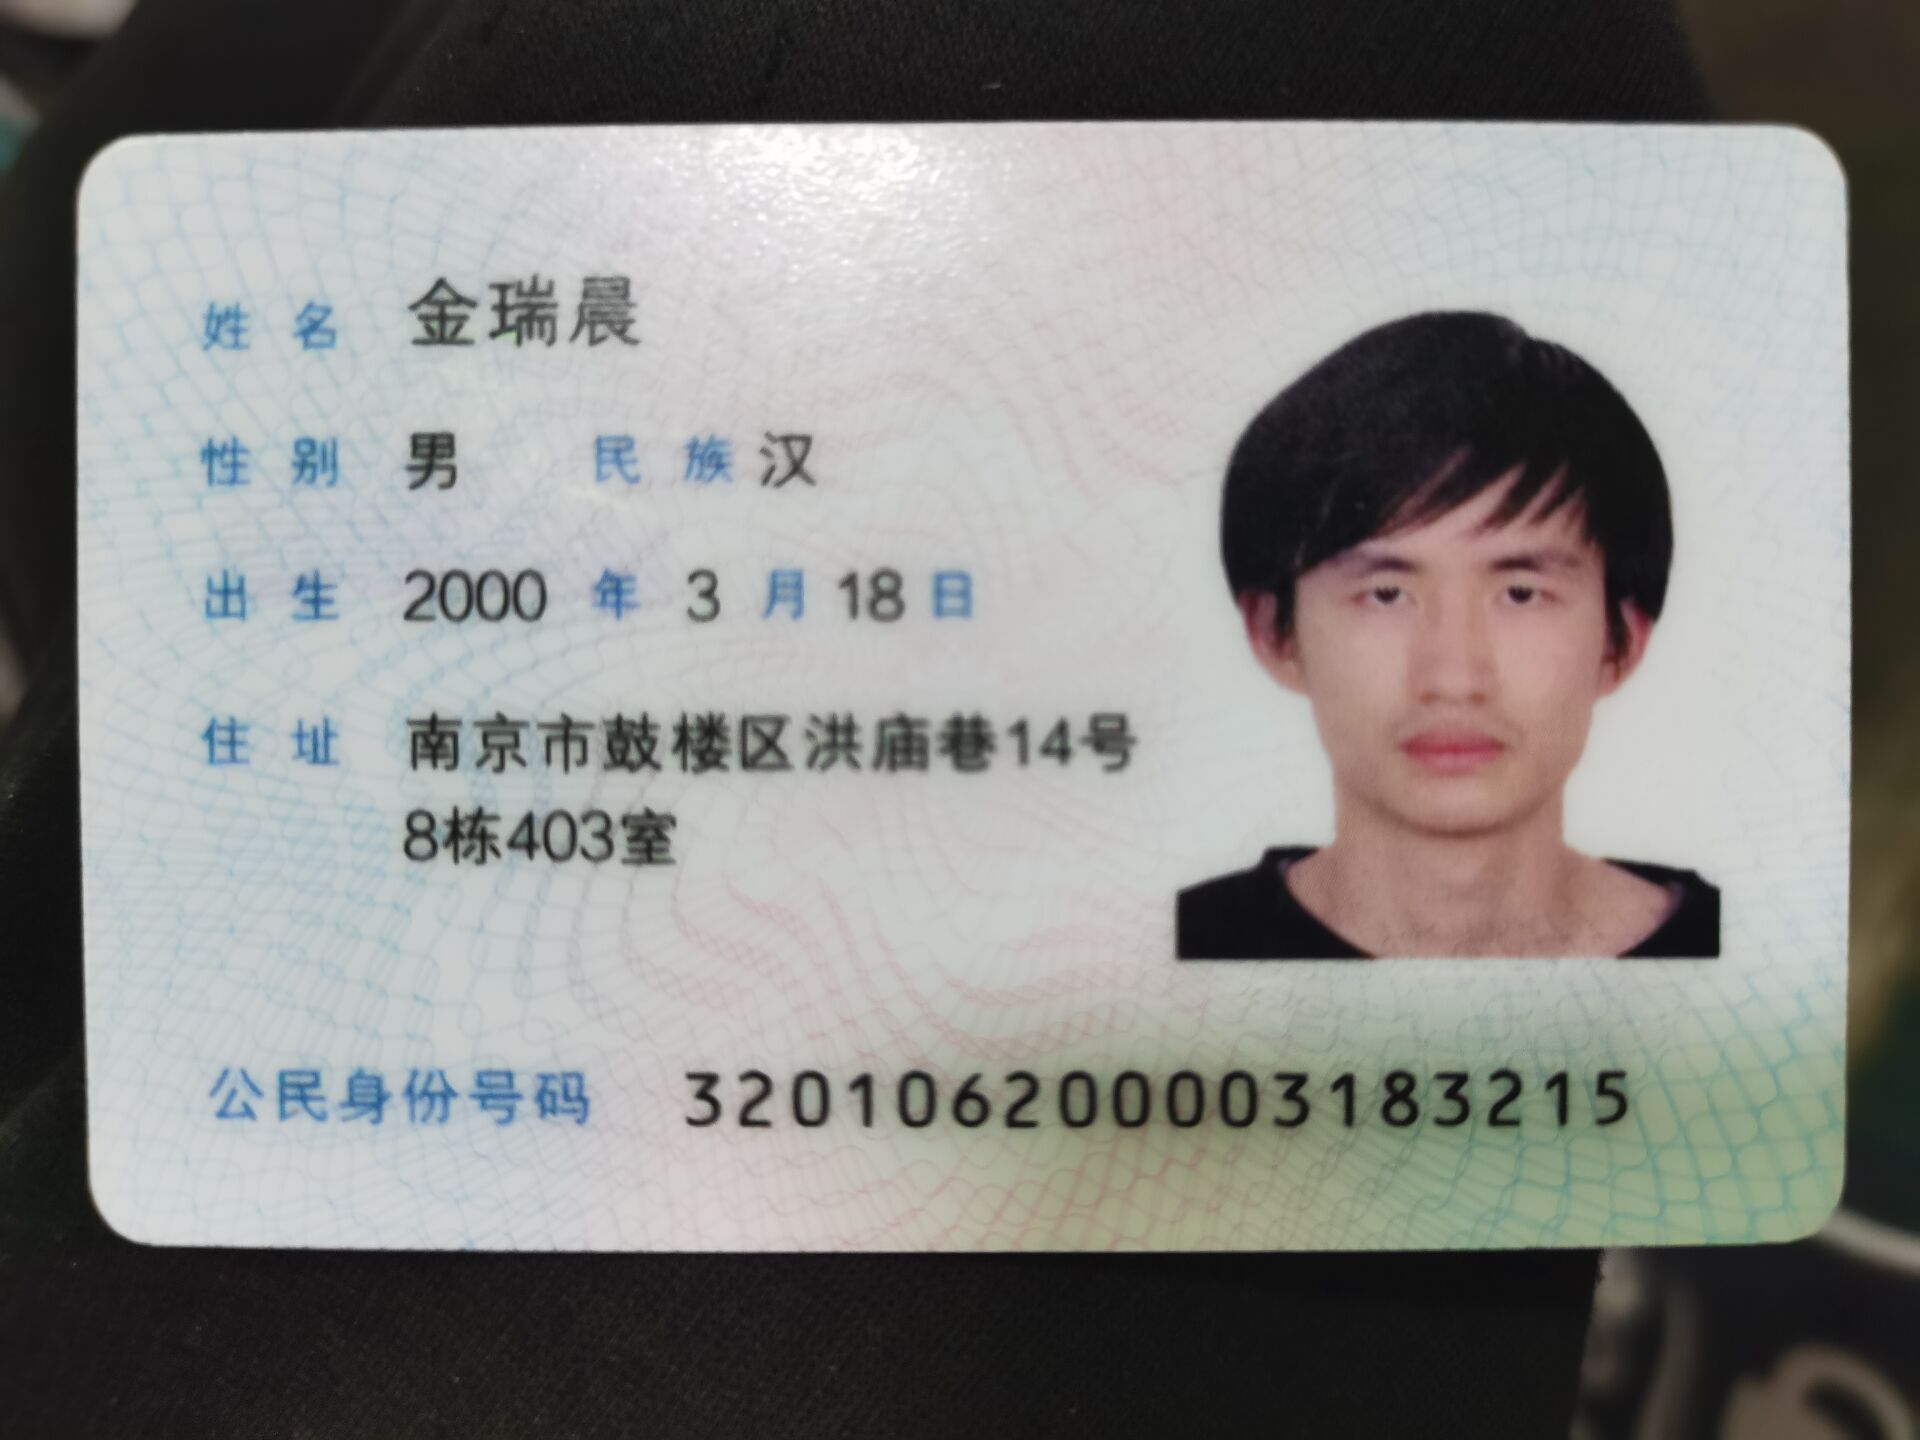 姓名 金瑞晨
性别 男 民族 汉
出生 2000 年 3 月 18 日
住址 南京市鼓楼区洪庙巷14号
8栋403室
公民身份号码 320106200003183215